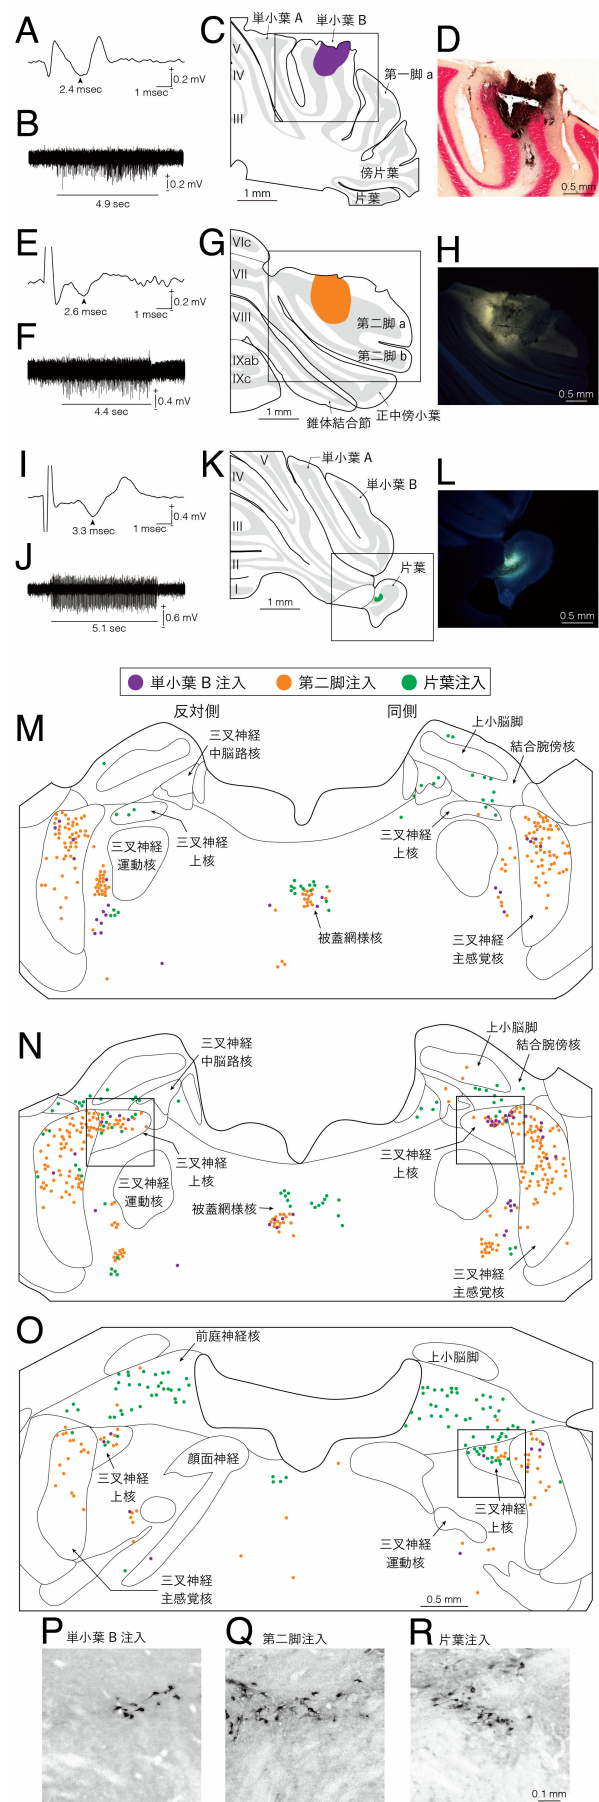 A
2.4 msec
1 msec
+
0.2 mV
-
B
+
0.2 mV
-
4.9 sec
C
単小葉 A
単小葉 B
V
IV
III
第一脚 a
傍片葉
片葉
1 mm
D
0.5 mm
E
2.6 msec
1 msec
+
0.2 mV
-
F
+
0.4 mV
-
4.4 sec
G
VIc
VII
VIII
IXab
IXc
第二脚 a
第二脚 b
1 mm
錐体結合節
正中傍小葉
H
0.5 mm
I
3.3 msec
1 msec
+
0.4 mV
-
J
+
0.6 mV
-
5.1 sec
K
V
IV
III
II
I
単小葉 A
単小葉 B
片葉
1 mm
L
0.5 mm
単小葉 B 注入
第二脚注入
片葉注入
M
反対側
同側
三叉神経
中脳路核
上小脳脚
結合腕傍核
三叉神経
運動核
三叉神経
上核
三叉神経
上核
被蓋網様核
三叉神経
主感覚核
N
三叉神経
中脳路核
上小脳脚
結合腕傍核
三叉神経
上核
三叉神経
運動核
被蓋網様核
三叉神経
上核
三叉神経
主感覚核
O
前庭神経核
上小脳脚
顔面神経
三叉神経
上核
三叉神経
上核
三叉神経
運動核
三叉神経
主感覚核
0.5 mm
P
単小葉 B 注入
Q
第二脚注入
R
片葉注入
0.1 mm